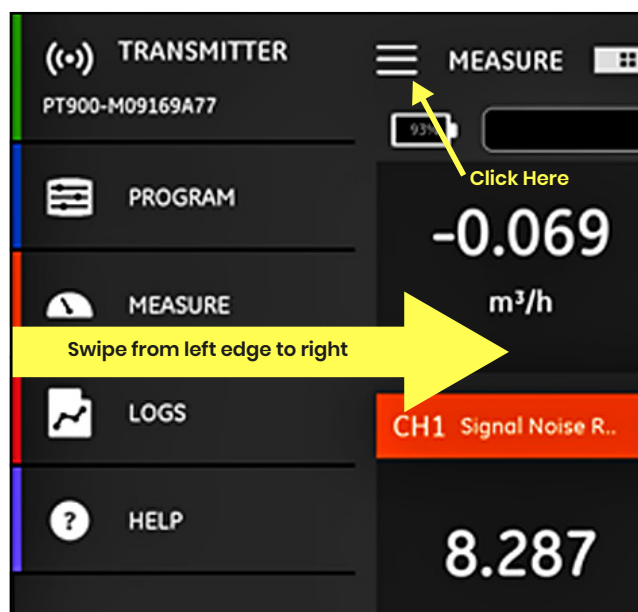 TRANSMITTER
PT900-M09169A77
MEASURE
93%
Click Here
PROGRAM
-0.069
m³/h
MEASURE
Swipe from left edge to right
LOGS
CH1 Signal Noise R..
HELP
8.287